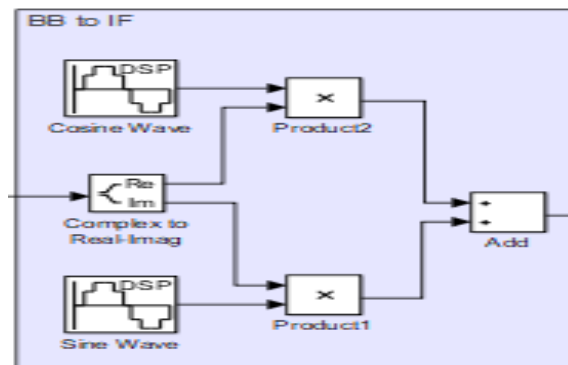 BB to IF
DSP
Cosine Wave
×
Product2
Re
Im
Complex to
Real-Imag
+
+
Add
DSP
Sine Wave
×
Product1